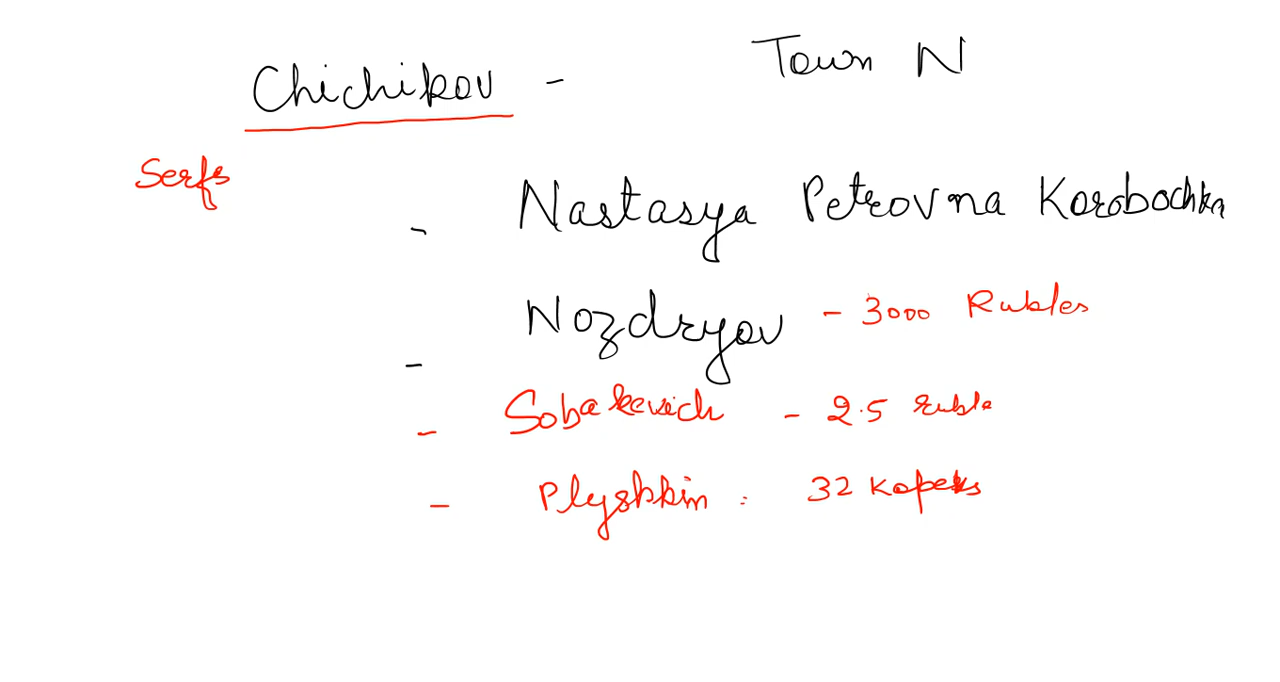 Chichikov - Town N
Serfs
- Nastasya Petrovna Korobochka
- Nozdryov - 3000 Rubles
- Sobakevich - 2.5 ruble
- Plyshkin : 32 Kopeks